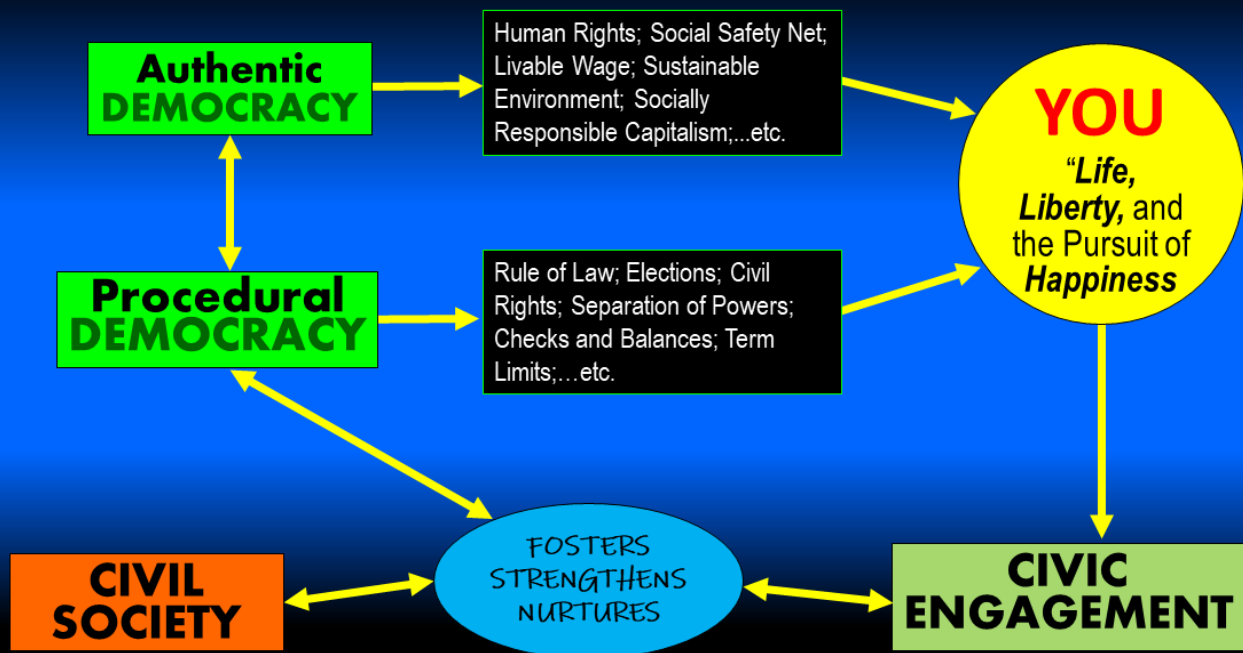 Authentic
DEMOCRACY
Human Rights; Social Safety Net;
Livable Wage; Sustainable
Environment; Socially
Responsible Capitalism;...etc.
YOU
“Life,
Liberty, and
the Pursuit of
Happiness
Procedural
DEMOCRACY
Rule of Law; Elections; Civil
Rights; Separation of Powers;
Checks and Balances; Term
Limits;…etc.
CIVIL
SOCIETY
FOSTERS
STRENGTHENS
NURTURES
CIVIC
ENGAGEMENT